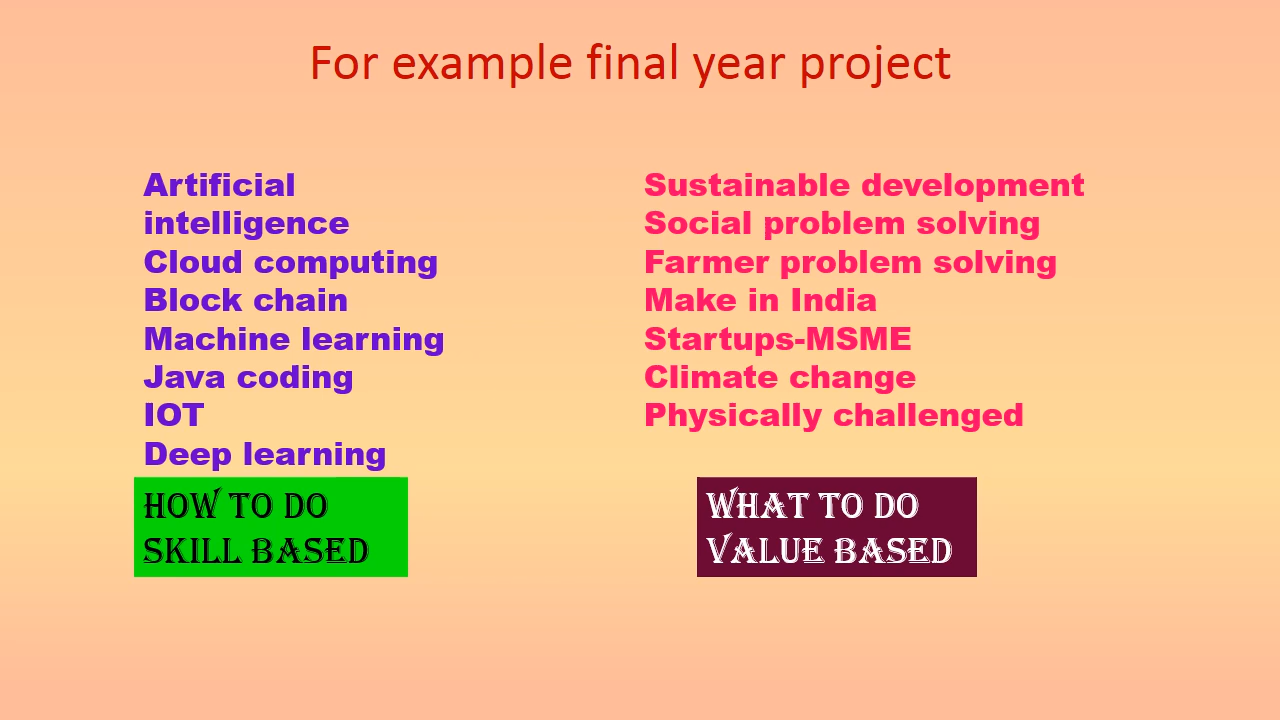 For example final year project
Artificial
intelligence
Cloud computing
Block chain
Machine learning
Java coding
IOT
Deep learning
HOW TO DO
SKILL BASED
Sustainable development
Social problem solving
Farmer problem solving
Make in India
Startups-MSME
Climate change
Physically challenged
WHAT TO DO
VALUE BASED